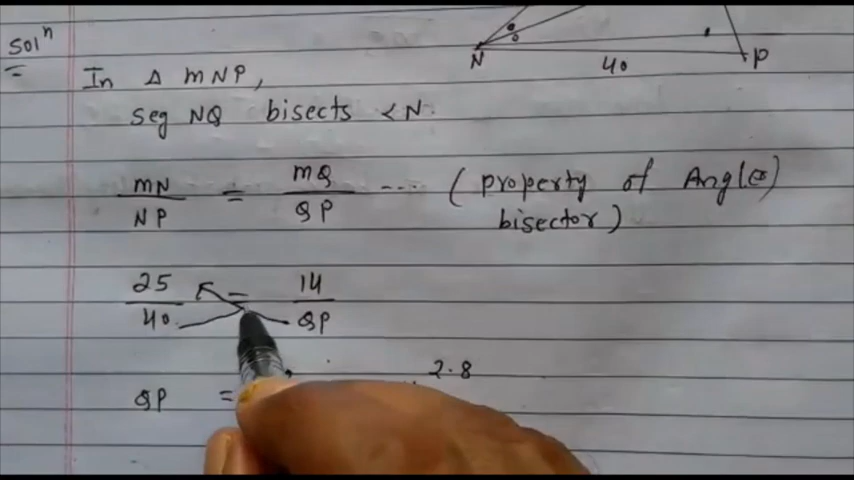 N 40 P
Solⁿ
In Δ MNP,
Seg NQ bisects <N.
MN/NP = MQ/QP .... (property of Angle
bisector)
25/40 = 14/QP
2.8
QP =